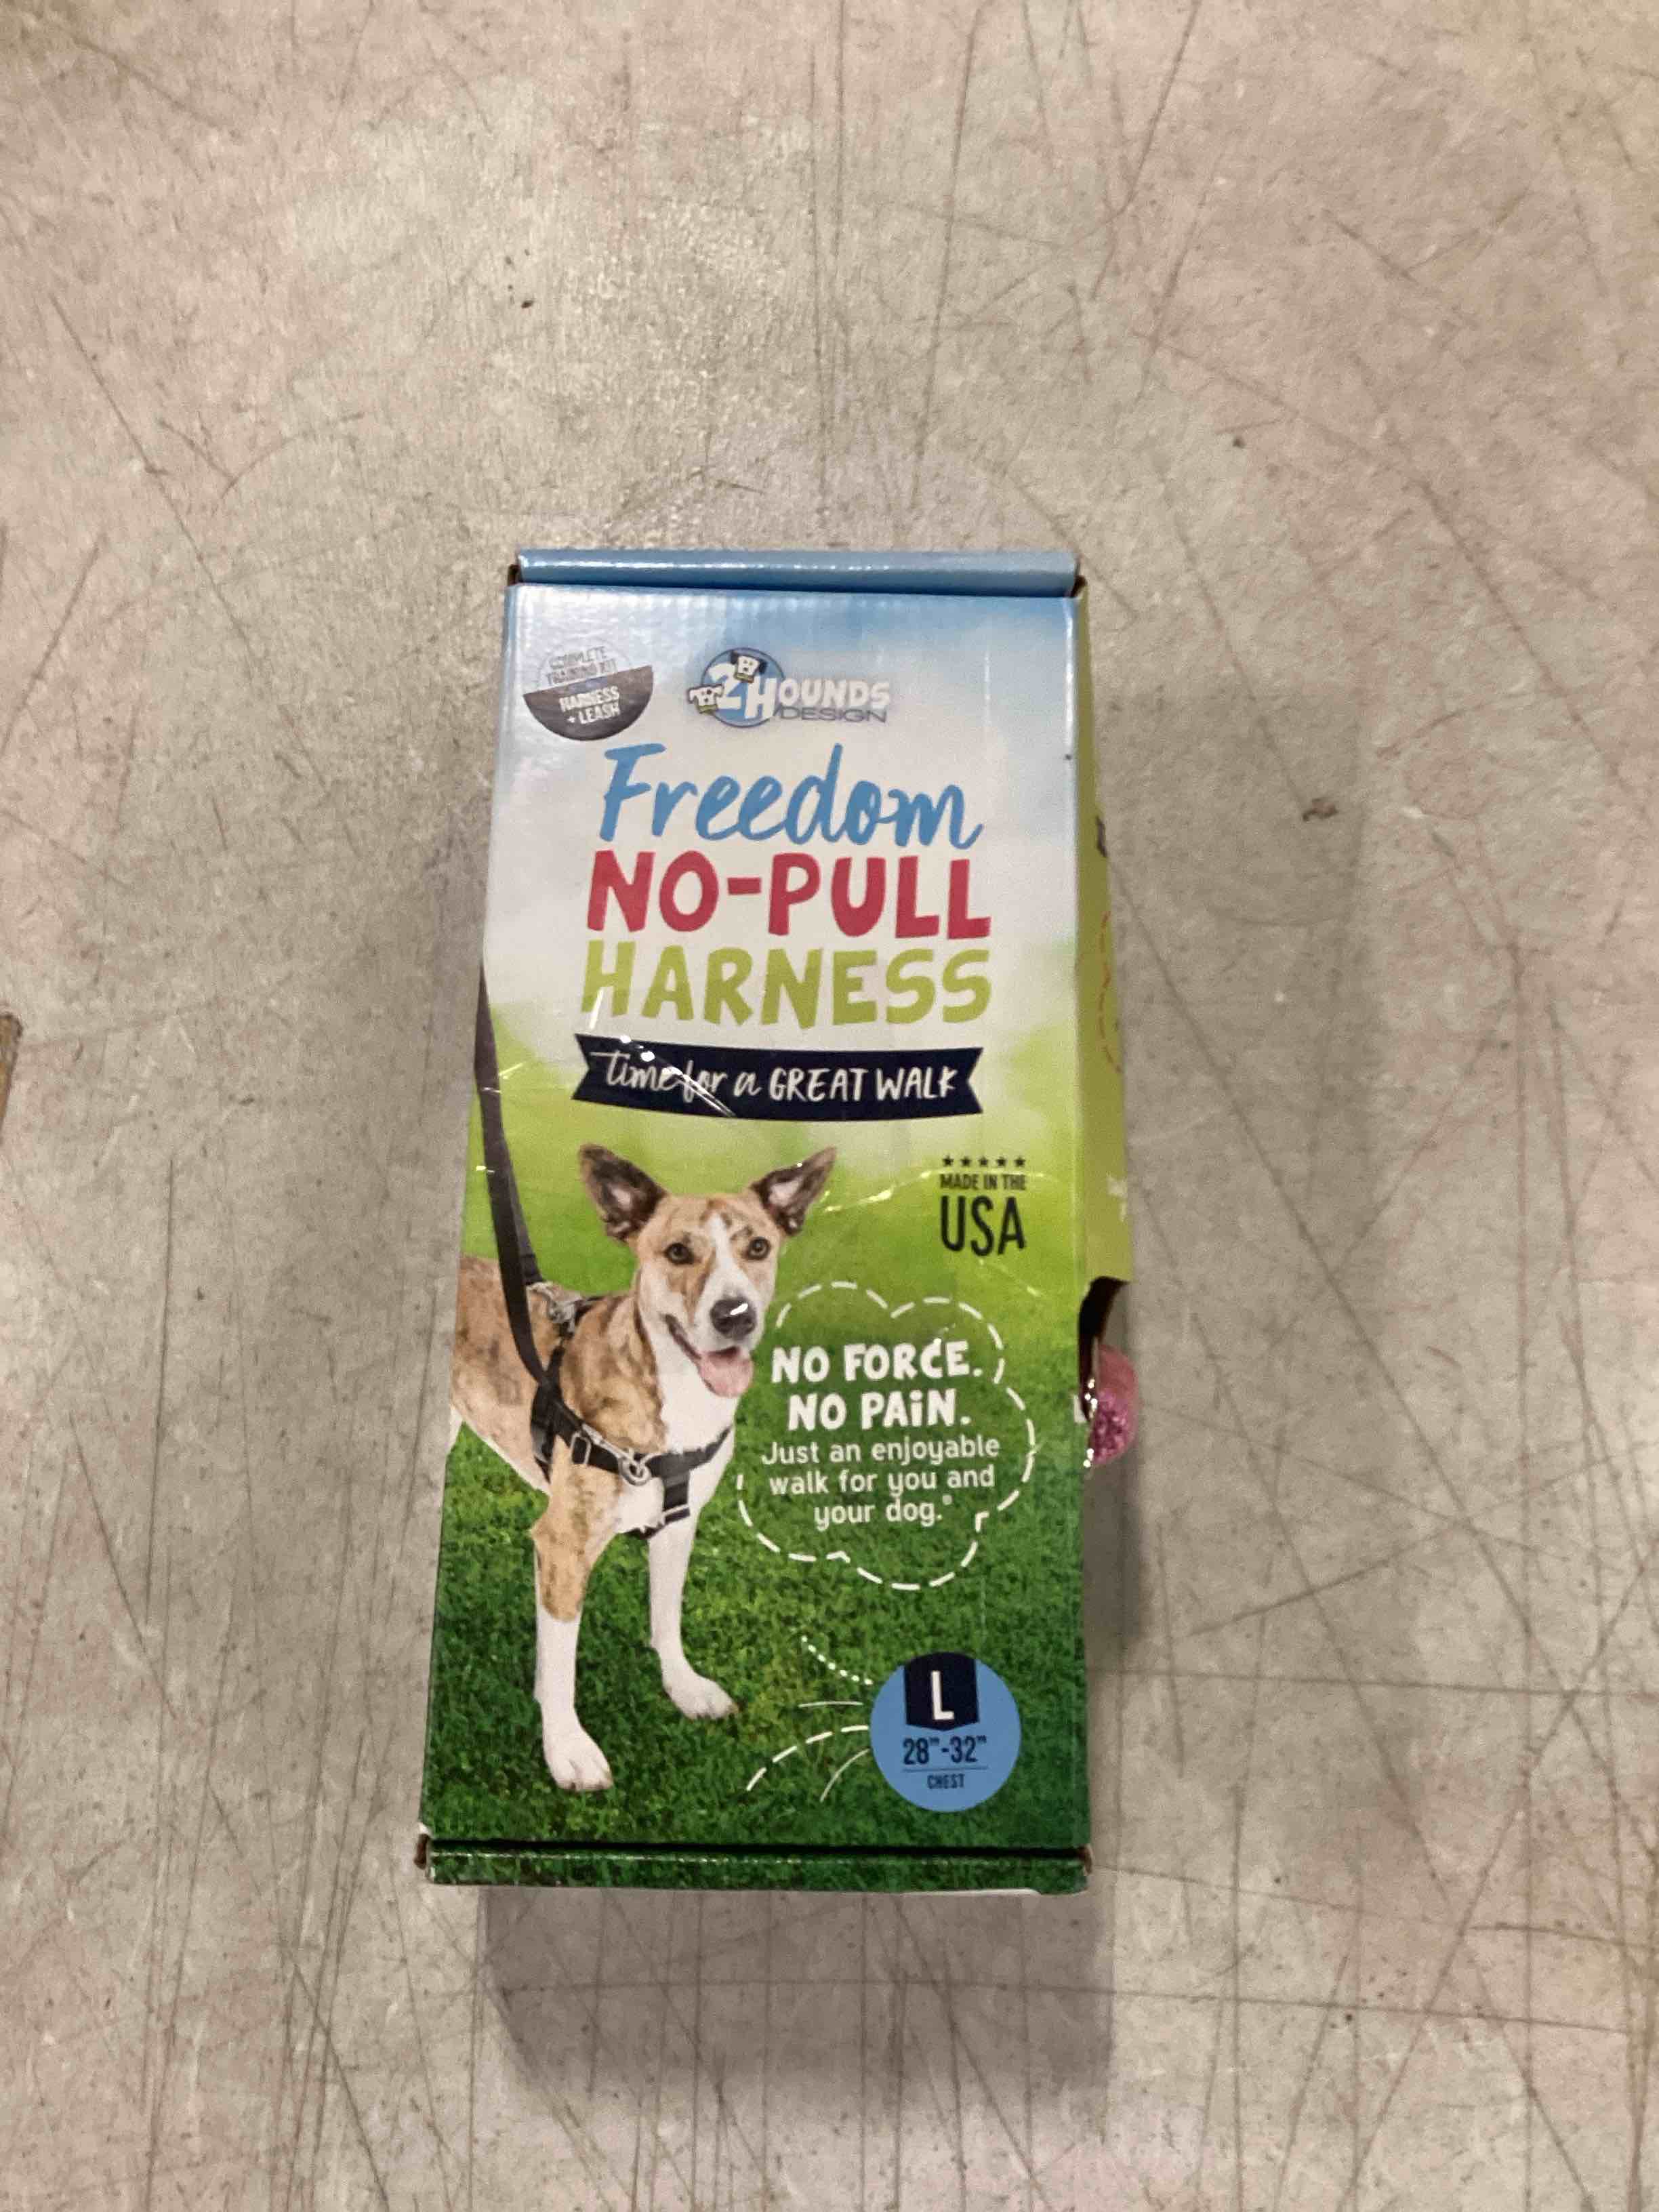 COMPLETE
TRAINING KIT
HARNESS
+ LEASH
2 HOUNDS
DESIGN
Freedom
NO-PULL
HARNESS
time for a GREAT WALK
★★★★★
MADE IN THE
USA
NO FORCE.
NO PAiN.
Just an enjoyable
walk for you and
your dog.®
L
28"-32"
CHEST